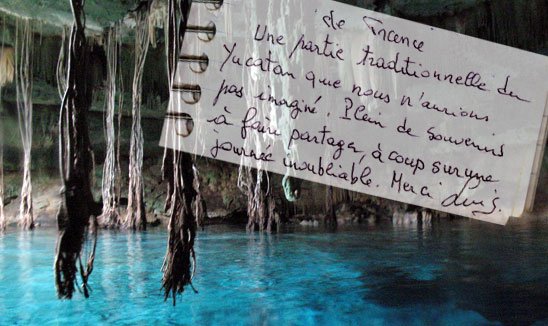 de France
Une partie traditionnelle du
Yucatan que nous n'aurions
pas imaginé. Plein de souvenirs
à faire partager, à coup sur une
journée inoubliable. Merci Luis.